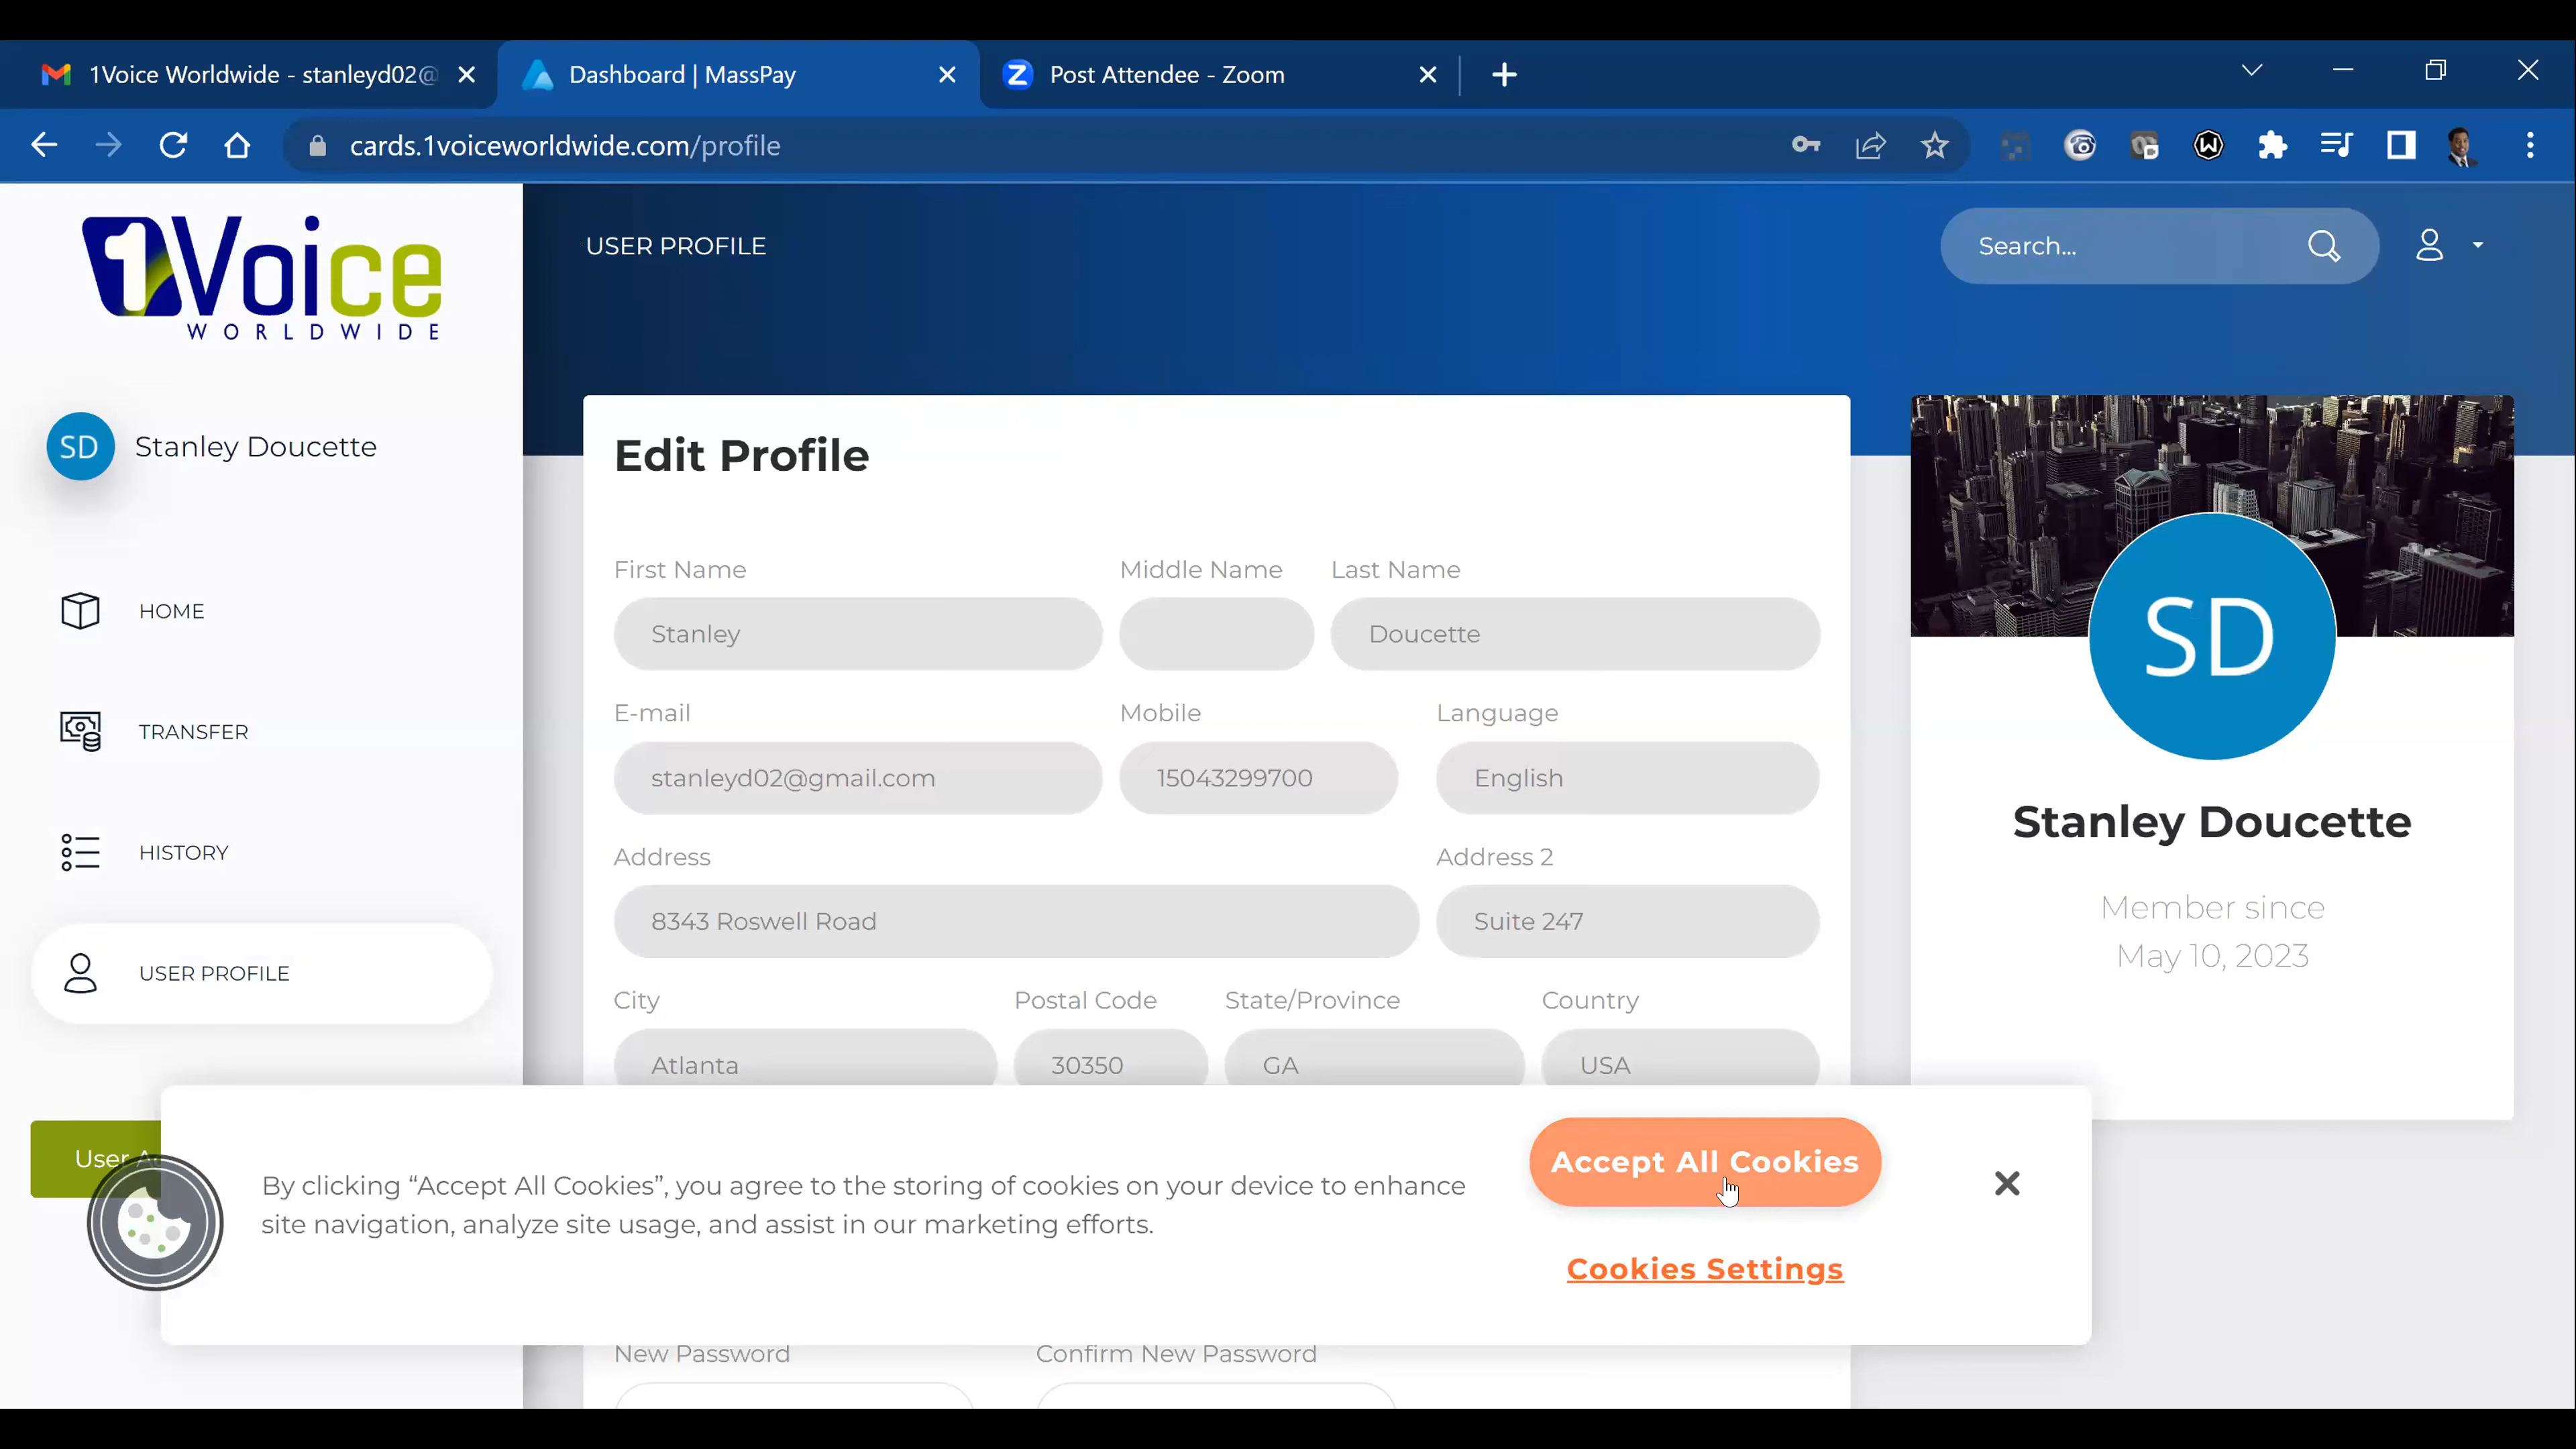 1Voice Worldwide - stanleyd02@
Dashboard | MassPay
Post Attendee - Zoom
cards.1voiceworldwide.com/profile
1Voice
WORLDWIDE
USER PROFILE
Search...
SD
Stanley Doucette
HOME
TRANSFER
HISTORY
USER PROFILE
User
Edit Profile
First Name
Middle Name
Last Name
Stanley
Doucette
E-mail
Mobile
Language
stanleyd02@gmail.com
15043299700
English
Address
Address 2
8343 Roswell Road
Suite 247
City
Postal Code
State/Province
Country
Atlanta
30350
GA
USA
SD
Stanley Doucette
Member since
May 10, 2023
By clicking “Accept All Cookies”, you agree to the storing of cookies on your device to enhance
site navigation, analyze site usage, and assist in our marketing efforts.
Accept All Cookies
Cookies Settings
New Password
Confirm New Password